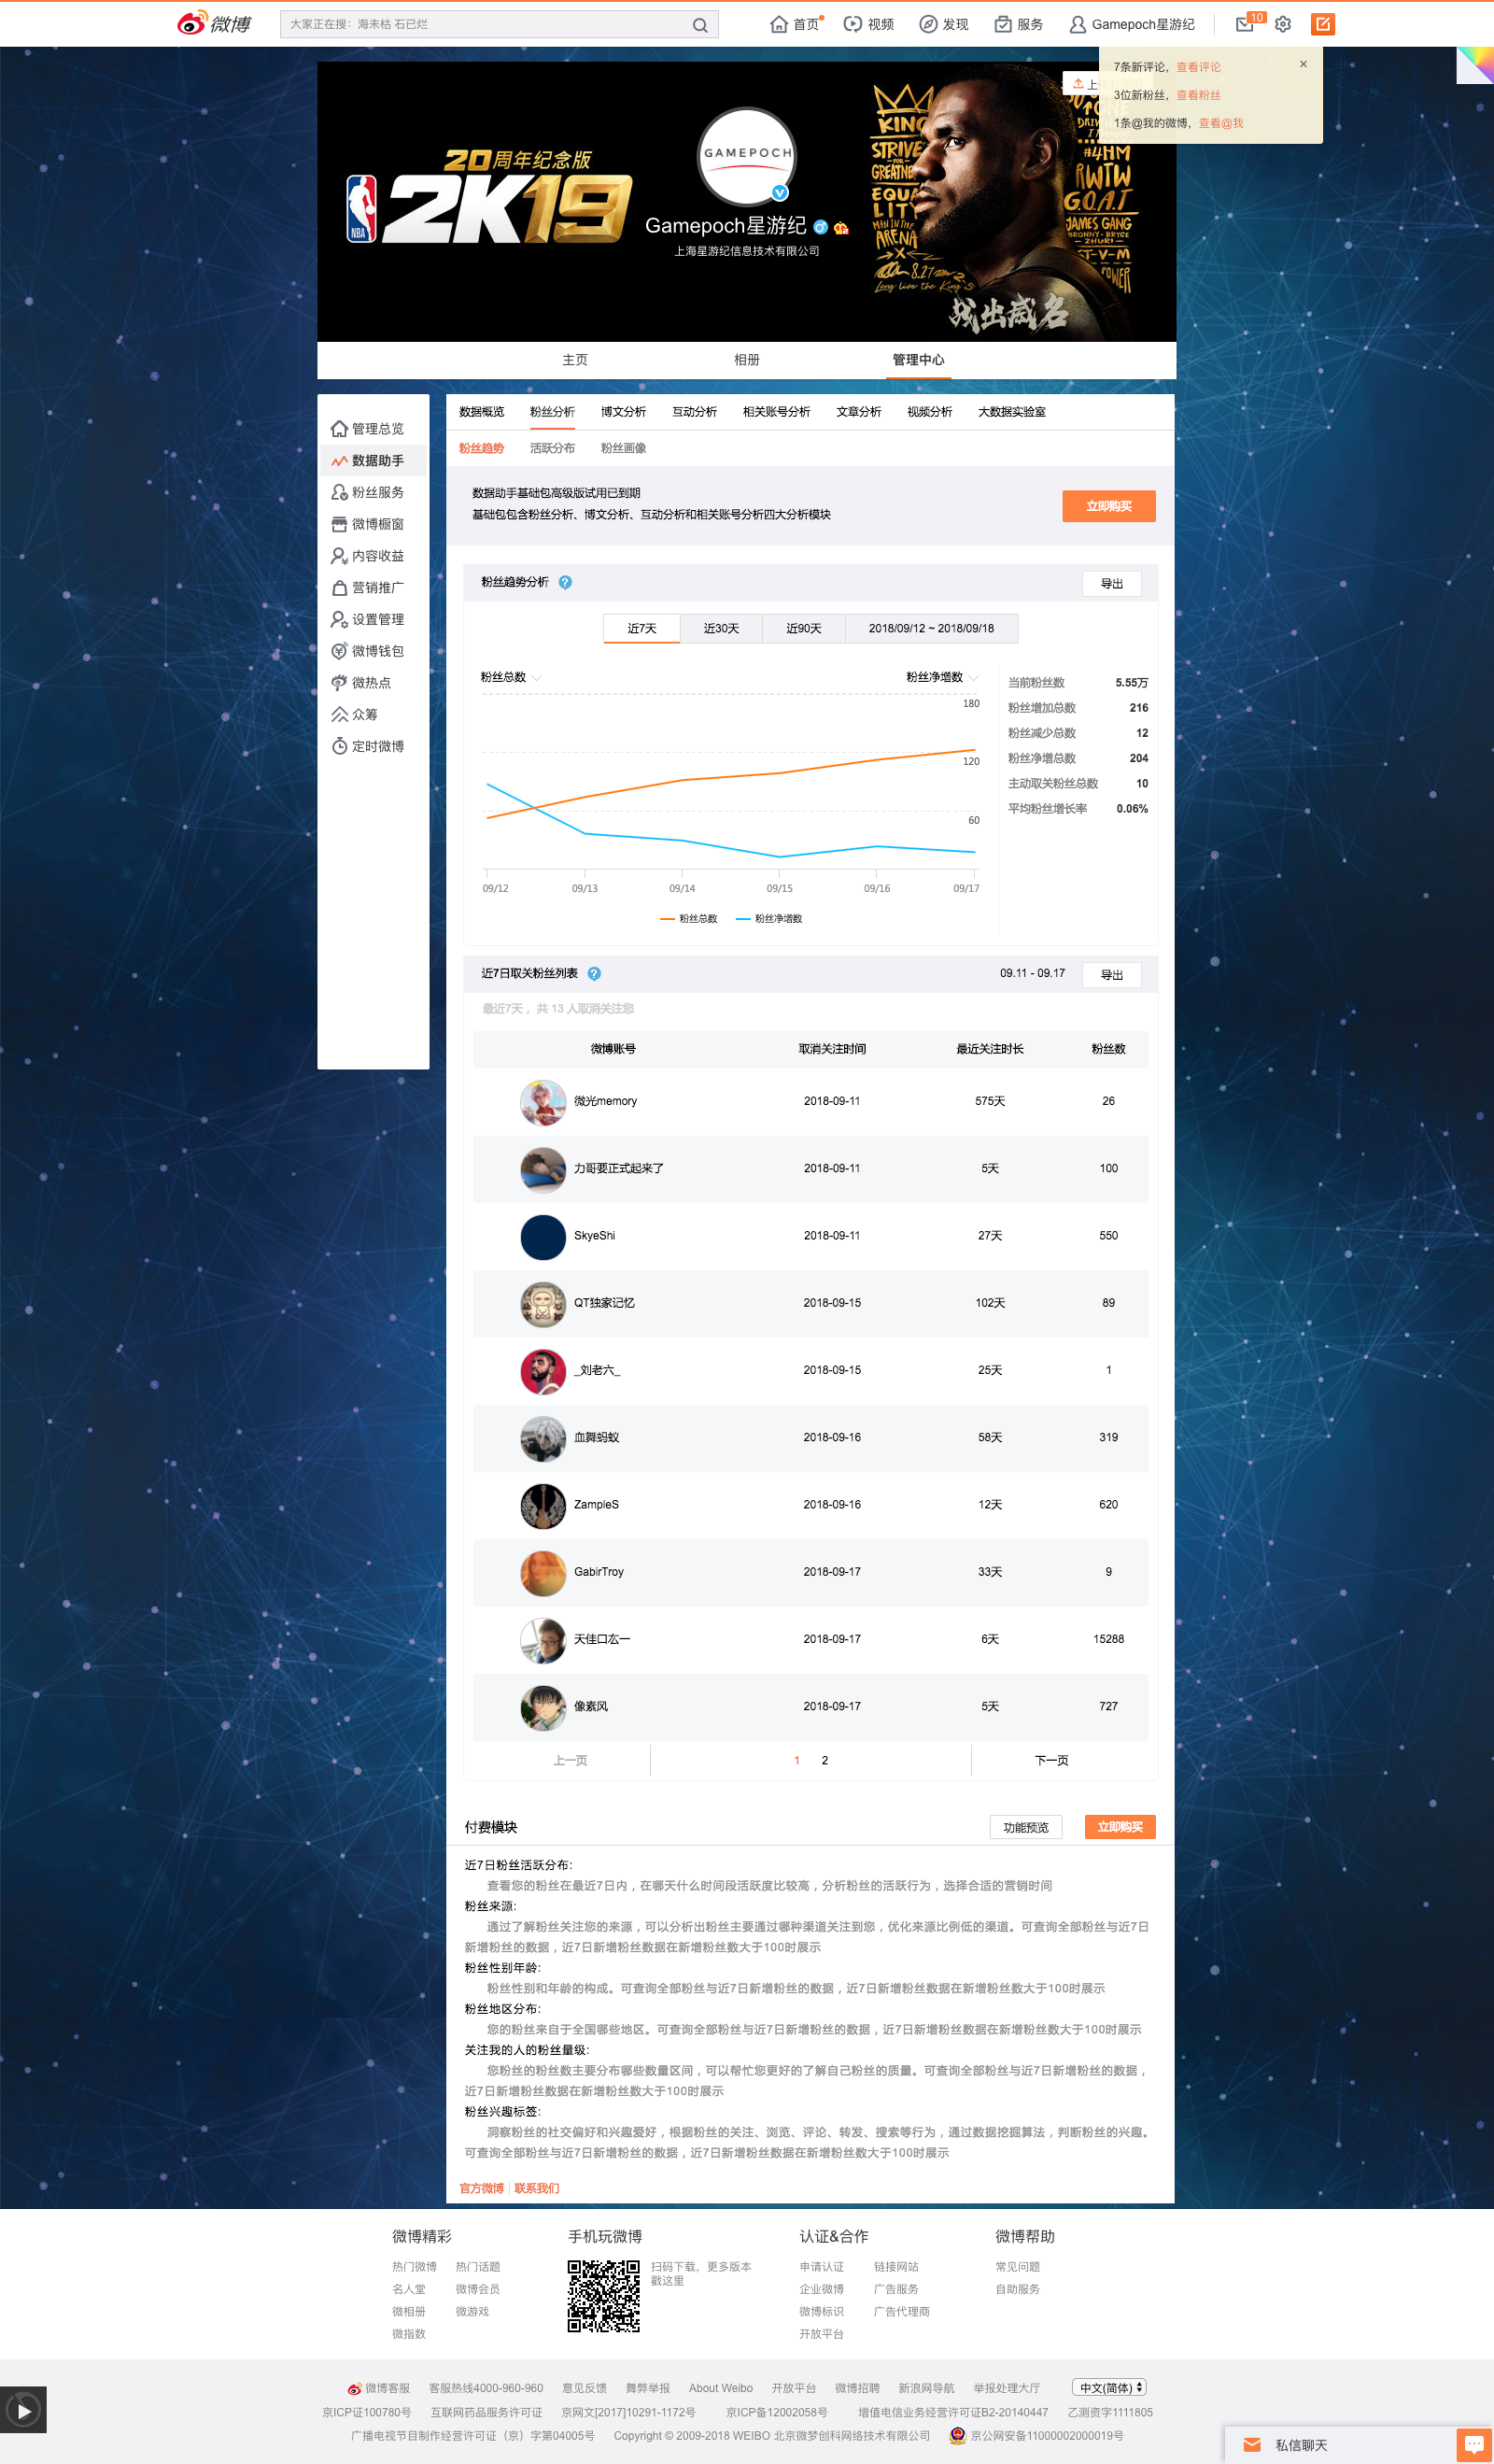 微博
大家正在搜：海未枯 石已烂
首页
视频
发现
服务
Gamepoch星游纪
10
7条新评论，查看评论
3位新粉丝，查看粉丝
1条@我的微博，查看@我
20周年纪念版
NBA 2K19
GAMEPOCH
Gamepoch星游纪
上海星游纪信息技术有限公司
KING
STRIVE
FOR
GREATNESS
EQUALITY
MAN IN THE
ARENA
8.27
Long live the King
#4HM
RWTW
G.O.A.T
JAMES GANG
BRONNY · BRYCE
ZHURI
ST·V·M
POWER
找出威名
主页
相册
管理中心
管理总览
数据助手
粉丝服务
微博橱窗
内容收益
营销推广
设置管理
微博钱包
微热点
众筹
定时微博
数据概览 粉丝分析 博文分析 互动分析 相关账号分析 文章分析 视频分析 大数据实验室
粉丝趋势 活跃分布 粉丝画像
数据助手基础包高级版试用已到期
基础包包含粉丝分析、博文分析、互动分析和相关账号分析四大分析模块
立即购买
粉丝趋势分析
导出
近7天 近30天 近90天 2018/09/12 ~ 2018/09/18
粉丝总数
粉丝净增数
180
120
60
09/12 09/13 09/14 09/15 09/16 09/17
粉丝总数 粉丝净增数
当前粉丝数 5.55万
粉丝增加总数 216
粉丝减少总数 12
粉丝净增总数 204
主动取关粉丝总数 10
平均粉丝增长率 0.06%
近7日取关粉丝列表
09.11 - 09.17
导出
最近7天 ，共 13 人取消关注您
微博账号 取消关注时间 最近关注时长 粉丝数
微光memory 2018-09-11 575天 26
力哥要正式起来了 2018-09-11 5天 100
SkyeShi 2018-09-11 27天 550
QT独家记忆 2018-09-15 102天 89
_刘老六_ 2018-09-15 25天 1
血舞蚂蚁 2018-09-16 58天 319
ZampleS 2018-09-16 12天 620
GabirTroy 2018-09-17 33天 9
天佳口宏一 2018-09-17 6天 15288
像素风 2018-09-17 5天 727
上一页 1 2 下一页
付费模块
功能预览
立即购买
近7日粉丝活跃分布：
查看您的粉丝在最近7日内，在哪天什么时间段活跃度比较高，分析粉丝的活跃行为，选择合适的营销时间
粉丝来源：
通过了解粉丝关注您的来源，可以分析出粉丝主要通过哪种渠道关注到您，优化来源比例低的渠道。可查询全部粉丝与近7日
新增粉丝的数据，近7日新增粉丝数据在新增粉丝数大于100时展示
粉丝性别年龄：
粉丝性别和年龄的构成。可查询全部粉丝与近7日新增粉丝的数据，近7日新增粉丝数据在新增粉丝数大于100时展示
粉丝地区分布：
您的粉丝来自于全国哪些地区。可查询全部粉丝与近7日新增粉丝的数据，近7日新增粉丝数据在新增粉丝数大于100时展示
关注我的人的粉丝量级：
您粉丝的粉丝数主要分布哪些数量区间，可以帮忙您更好的了解自己粉丝的质量。可查询全部粉丝与近7日新增粉丝的数据，
近7日新增粉丝数据在新增粉丝数大于100时展示
粉丝兴趣标签：
洞察粉丝的社交偏好和兴趣爱好，根据粉丝的关注、浏览、评论、转发、搜索等行为，通过数据挖掘算法，判断粉丝的兴趣。
可查询全部粉丝与近7日新增粉丝的数据，近7日新增粉丝数据在新增粉丝数大于100时展示
官方微博 | 联系我们
微博精彩 手机玩微博 认证&合作 微博帮助
热门微博 热门话题 扫码下载，更多版本 申请认证 链接网站 常见问题
戳这里
名人堂 微博会员 企业微博 广告服务 自助服务
微相册 微游戏 微博标识 广告代理商
微指数 开放平台
微博客服 客服热线4000-960-960 意见反馈 舞弊举报 About Weibo 开放平台 微博招聘 新浪网导航 举报处理大厅 中文(简体)
京ICP证100780号 互联网药品服务许可证 京网文[2017]10291-1172号 京ICP备12002058号 增值电信业务经营许可证B2-20140447 乙测资字1111805
广播电视节目制作经营许可证（京）字第04005号 Copyright © 2009-2018 WEIBO 北京微梦创科网络技术有限公司 京公网安备11000002000019号
私信聊天